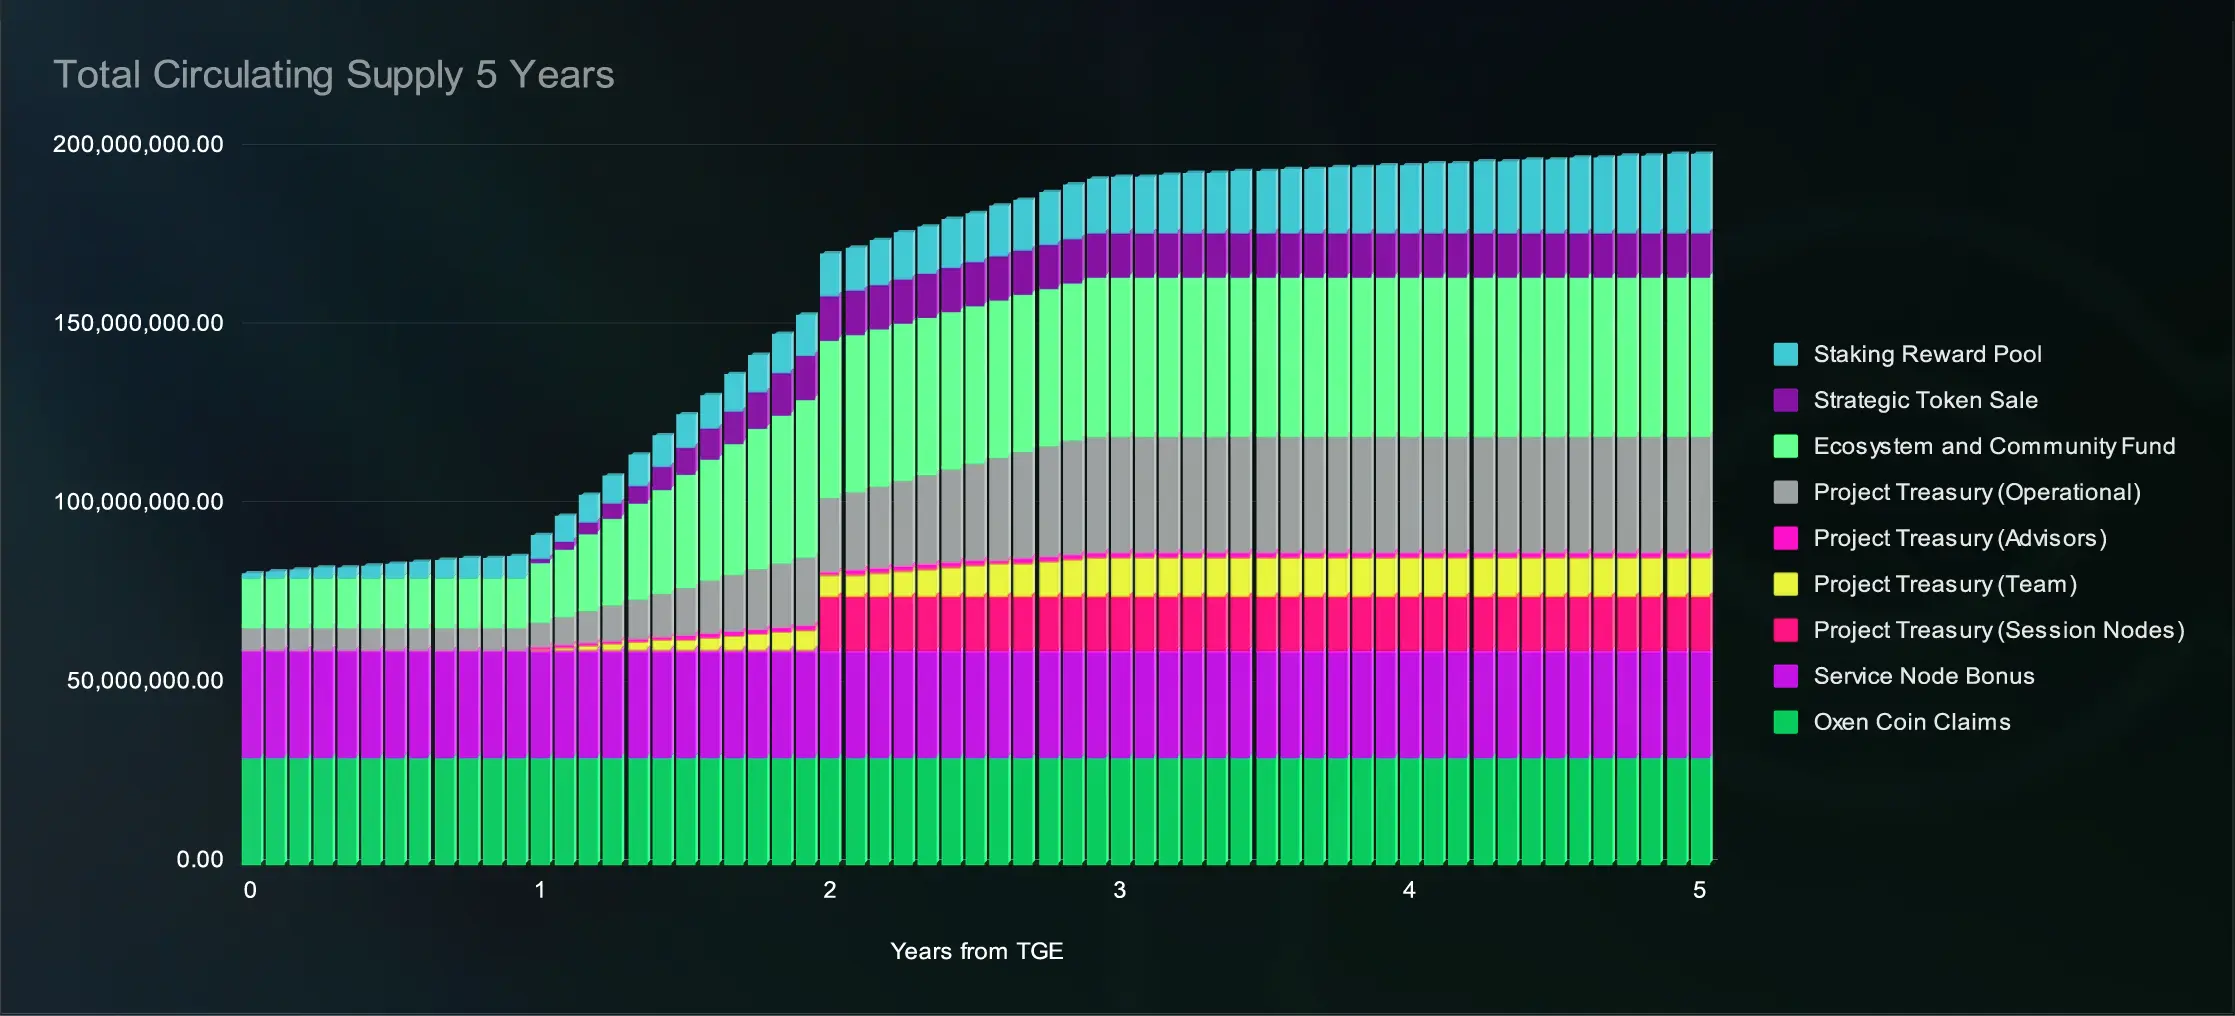 Total Circulating Supply 5 Years
200,000,000.00
150,000,000.00
100,000,000.00
50,000,000.00
0.00
0 1 2 3 4 5
Years from TGE
Staking Reward Pool
Strategic Token Sale
Ecosystem and Community Fund
Project Treasury (Operational)
Project Treasury (Advisors)
Project Treasury (Team)
Project Treasury (Session Nodes)
Service Node Bonus
Oxen Coin Claims